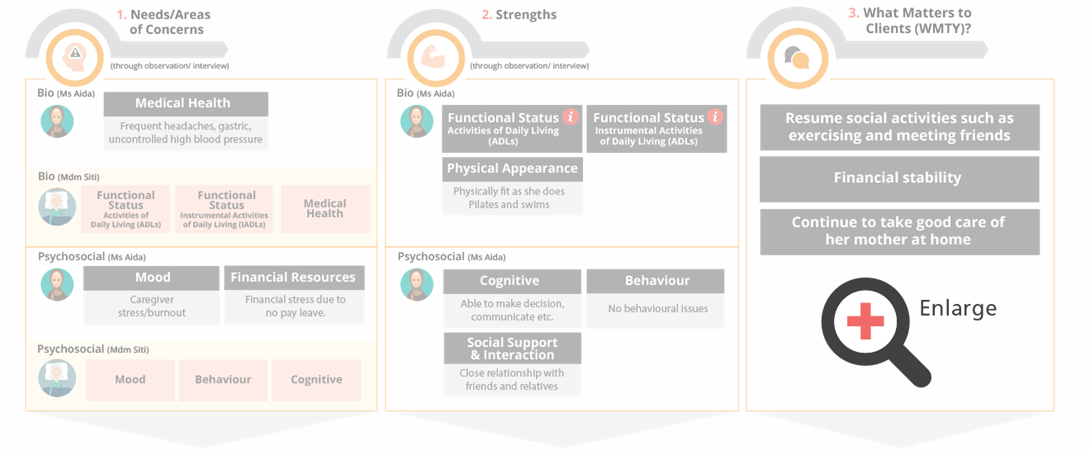 1. Needs/Areas
of Concerns
(through observation/ interview)
Bio (Ms Aida)
Medical Health
Frequent headaches, gastric,
uncontrolled high blood pressure
Bio (Mdm Siti)
Functional
Status
Activities of
Daily Living (ADLs)
Functional
Status
Instrumental Activities
of Daily Living (IADLs)
Medical
Health
Psychosocial (Ms Aida)
Mood
Caregiver
stress/burnout
Financial Resources
Financial stress due to
no pay leave.
Psychosocial (Mdm Siti)
Mood
Behaviour
Cognitive
2. Strengths
(through observation/ interview)
Bio (Ms Aida)
Functional Status i
Activities of Daily Living
(ADLs)
Functional Status i
Instrumental Activities
of Daily Living (ADLs)
Physical Appearance
Physically fit as she does
Pilates and swims
Psychosocial (Ms Aida)
Cognitive
Able to make decision,
communicate etc.
Behaviour
No behavioural issues
Social Support
& Interaction
Close relationship with
friends and relatives
3. What Matters to
Clients (WMTY)?
Resume social activities such as
exercising and meeting friends
Financial stability
Continue to take good care of
her mother at home
Enlarge